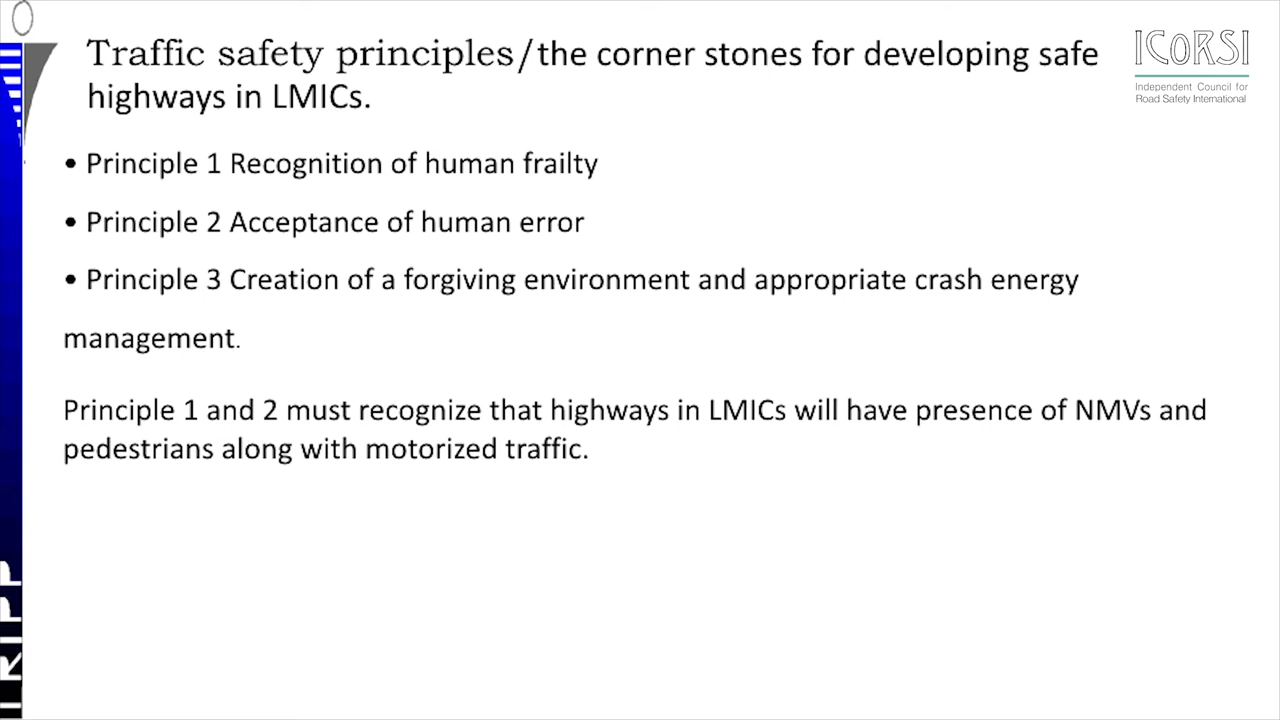 Traffic safety principles/the corner stones for developing safe
highways in LMICs.
ICORSI
Independent Council for
Road Safety International
• Principle 1 Recognition of human frailty
• Principle 2 Acceptance of human error
• Principle 3 Creation of a forgiving environment and appropriate crash energy
management.
Principle 1 and 2 must recognize that highways in LMICs will have presence of NMVs and
pedestrians along with motorized traffic.
TRIPP